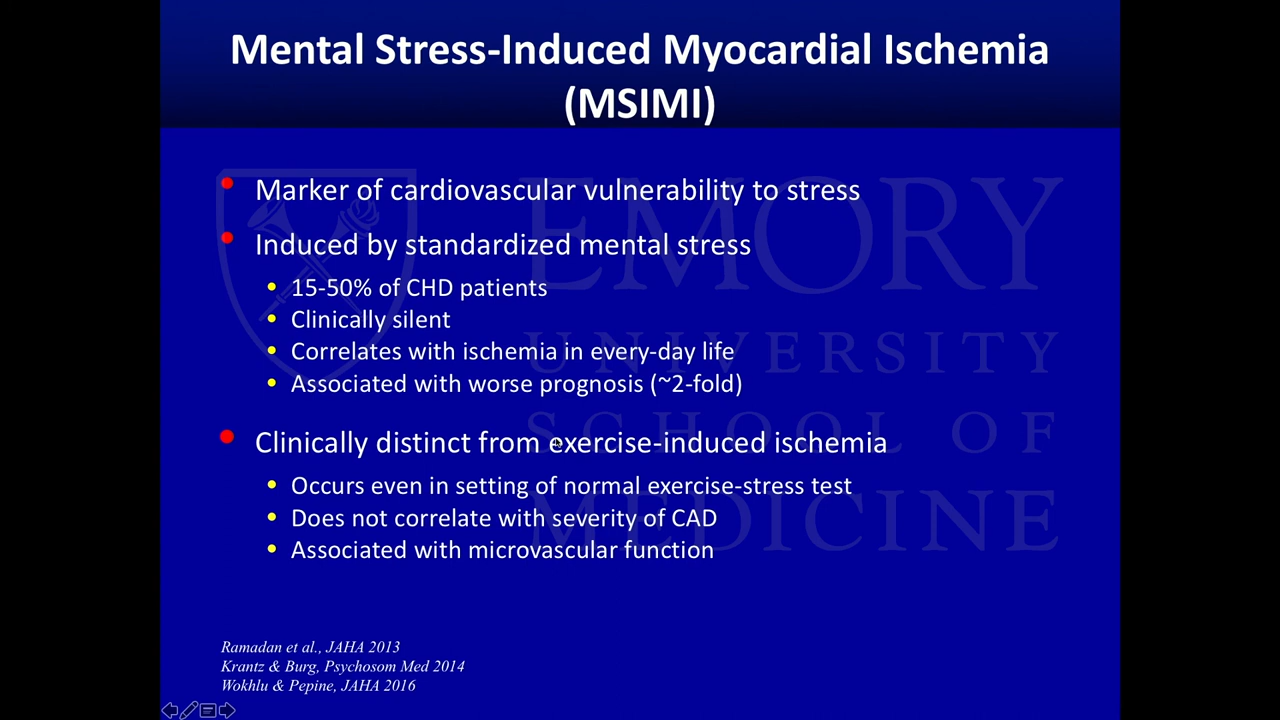 Mental Stress-Induced Myocardial Ischemia
(MSIMI)
Marker of cardiovascular vulnerability to stress
Induced by standardized mental stress
15-50% of CHD patients
Clinically silent
Correlates with ischemia in every-day life
Associated with worse prognosis (~2-fold)
Clinically distinct from exercise-induced ischemia
Occurs even in setting of normal exercise-stress test
Does not correlate with severity of CAD
Associated with microvascular function
EMORY
UNIVERSITY
SCHOOL OF
MEDICINE
Ramadan et al., JAHA 2013
Krantz & Burg, Psychosom Med 2014
Wokhlu & Pepine, JAHA 2016